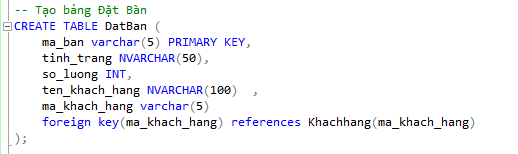 -- Tạo bảng Đặt Bàn
CREATE TABLE DatBan (
ma_ban varchar(5) PRIMARY KEY,
tinh_trang NVARCHAR(50),
so_luong INT,
ten_khach_hang NVARCHAR(100) ,
ma_khach_hang varchar(5)
foreign key(ma_khach_hang) references Khachhang(ma_khach_hang)
);